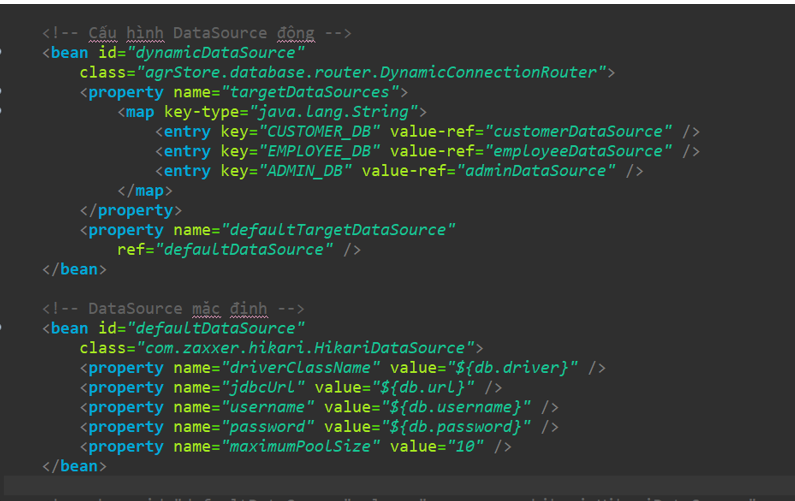 <!-- Cấu hình DataSource động -->
<bean id="dynamicDataSource"
class="agrStore.database.router.DynamicConnectionRouter">
<property name="targetDataSources">
<map key-type="java.lang.String">
<entry key="CUSTOMER_DB" value-ref="customerDataSource" />
<entry key="EMPLOYEE_DB" value-ref="employeeDataSource" />
<entry key="ADMIN_DB" value-ref="adminDataSource" />
</map>
</property>
<property name="defaultTargetDataSource"
ref="defaultDataSource" />
</bean>
<!-- DataSource mặc định -->
<bean id="defaultDataSource"
class="com.zaxxer.hikari.HikariDataSource">
<property name="driverClassName" value="${db.driver}" />
<property name="jdbcUrl" value="${db.url}" />
<property name="username" value="${db.username}" />
<property name="password" value="${db.password}" />
<property name="maximumPoolSize" value="10" />
</bean>